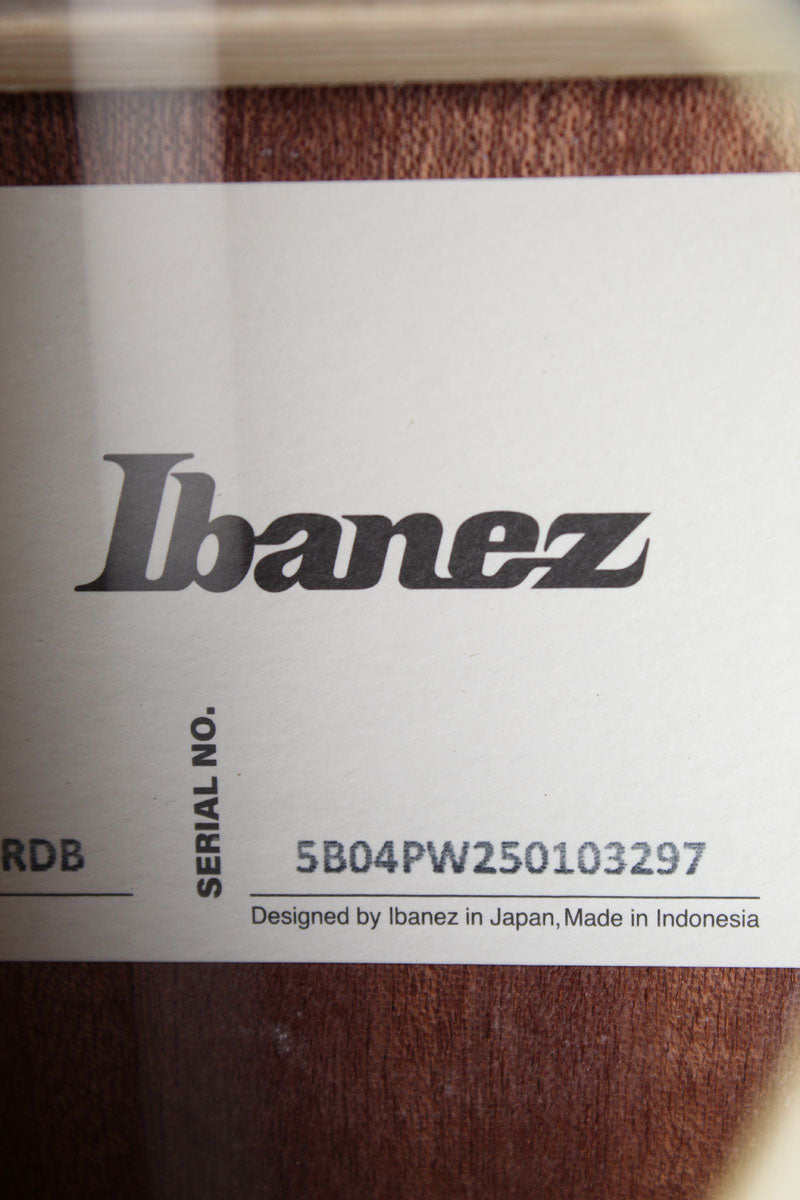 Ibanez
RDB
SERIAL NO.
5B04PW250103297
Designed by Ibanez in Japan, Made in Indonesia